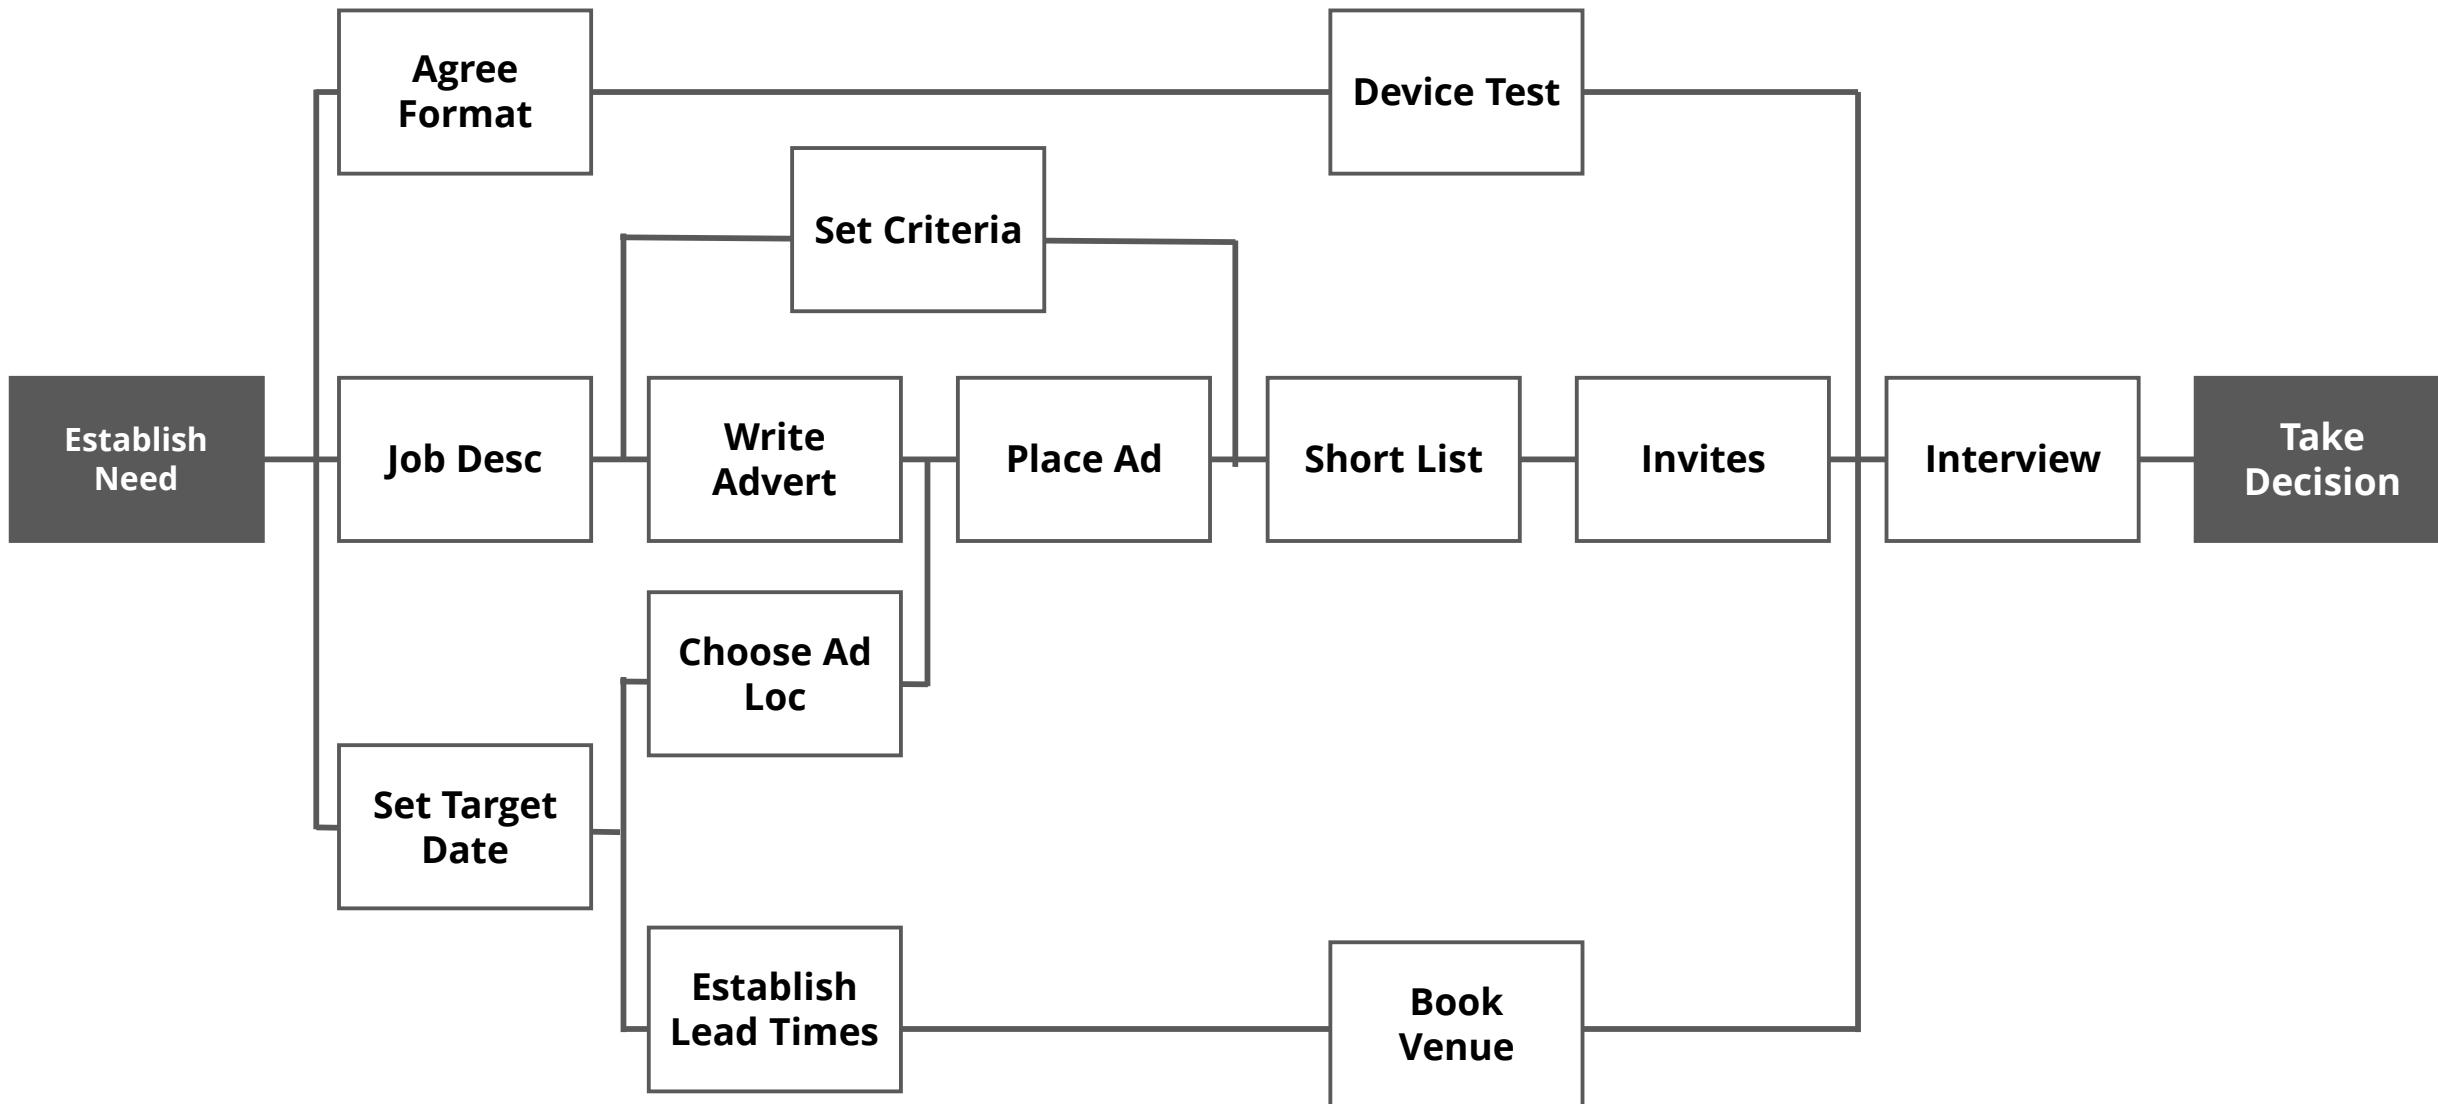 Agree
Format
Device Test
Set Criteria
Establish
Need
Job Desc
Write
Advert
Place Ad
Short List
Invites
Interview
Take
Decision
Choose Ad
Loc
Set Target
Date
Establish
Lead Times
Book
Venue